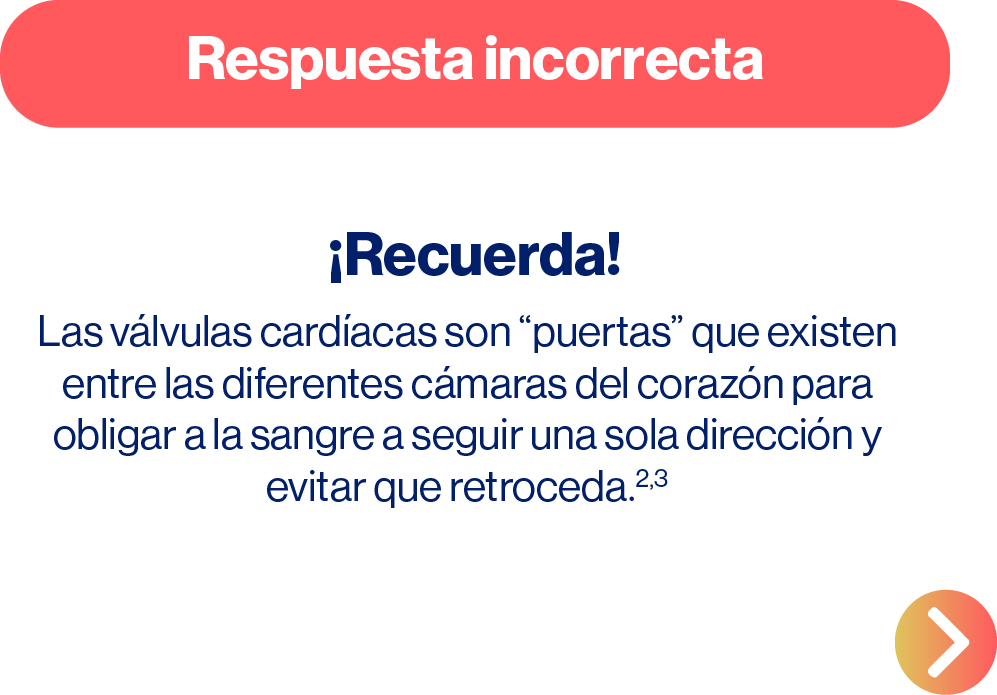 Respuesta incorrecta
¡Recuerda!
Las válvulas cardíacas son “puertas” que existen
entre las diferentes cámaras del corazón para
obligar a la sangre a seguir una sola dirección y
evitar que retroceda.2,3